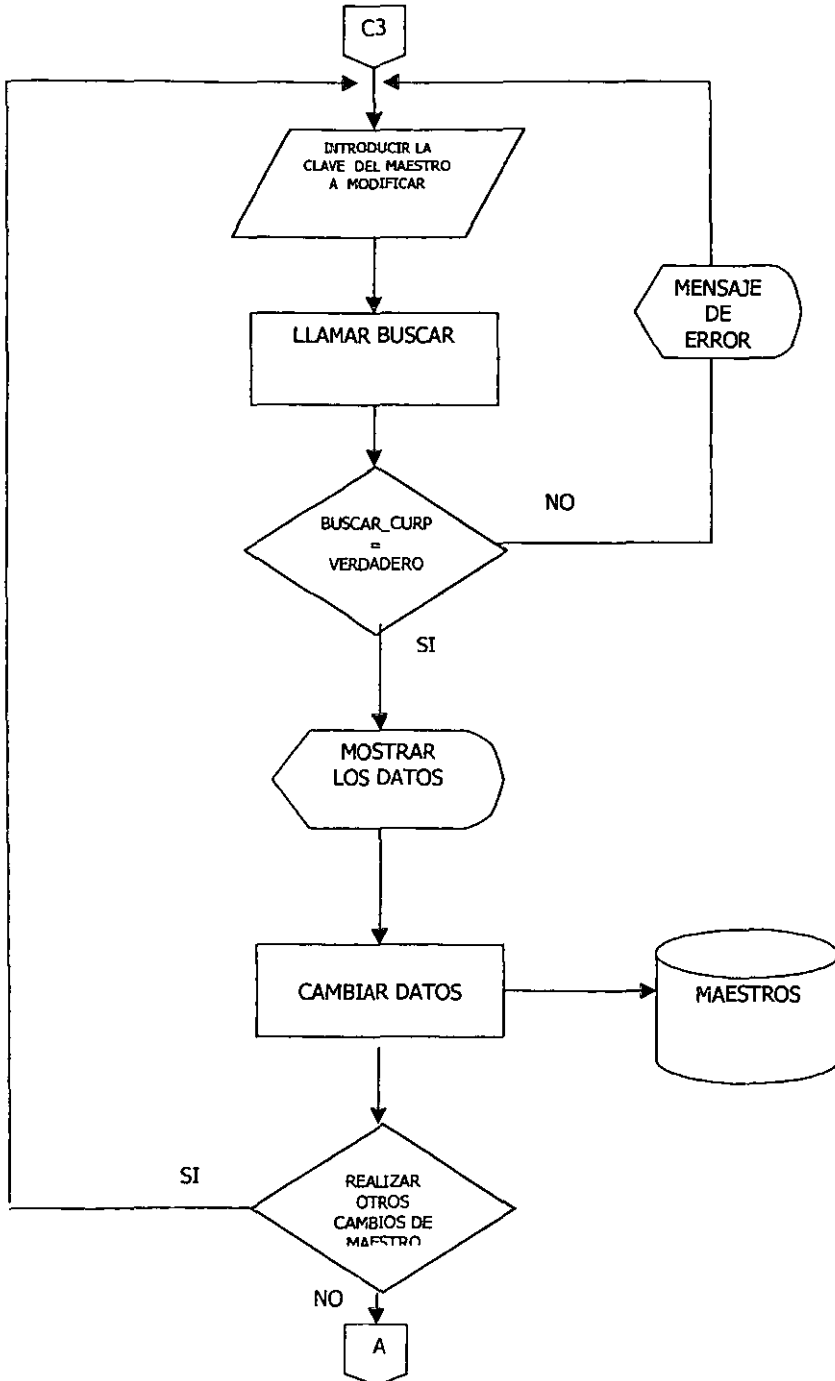 C3
INTRODUCIR LA
CLAVE DEL MAESTRO
A MODIFICAR
MENSAJE
DE
ERROR
LLAMAR BUSCAR
NO
BUSCAR_CURP
=
VERDADERO
SI
MOSTRAR
LOS DATOS
CAMBIAR DATOS
MAESTROS
SI
REALIZAR
OTROS
CAMBIOS DE
MAESTRO
NO
A